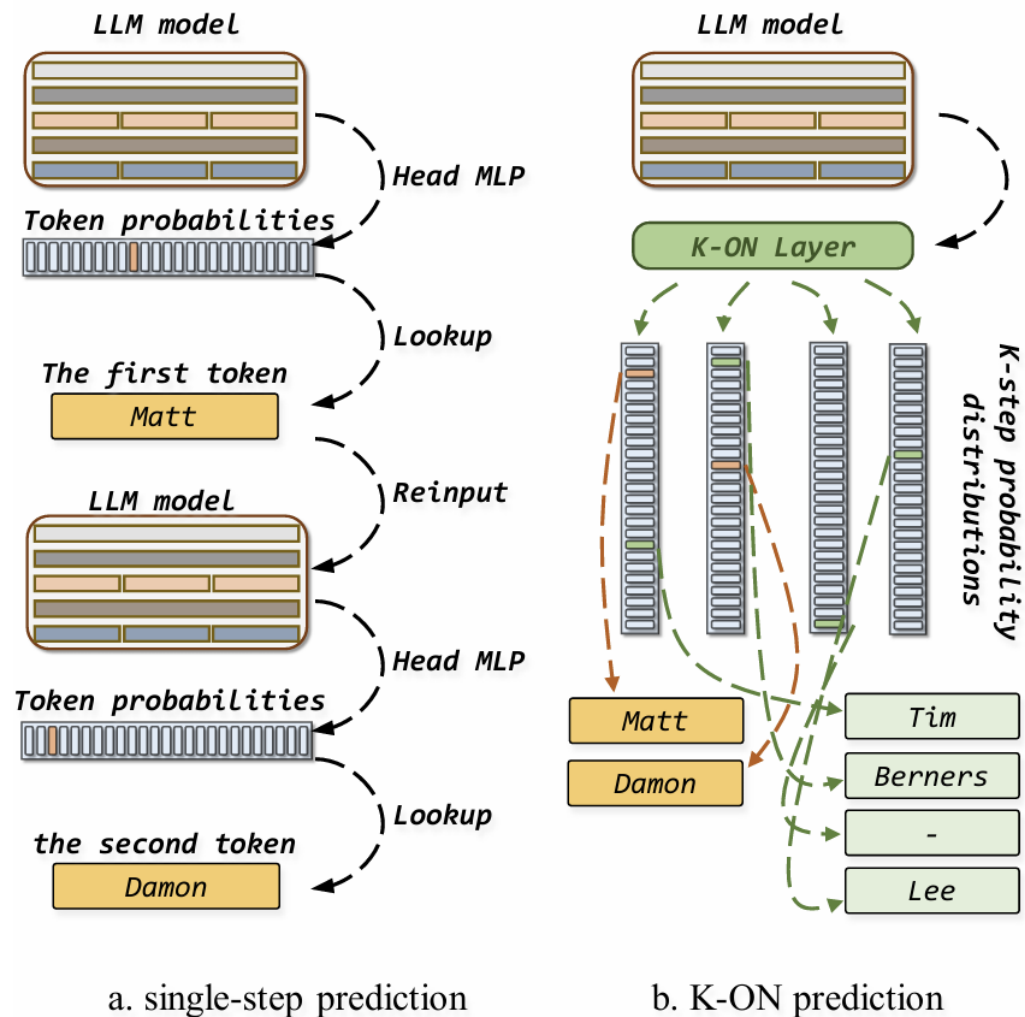 LLM model
Head MLP
Token probabilities
Lookup
The first token
Matt
Reinput
LLM model
Head MLP
Token probabilities
Lookup
the second token
Damon
a. single-step prediction
LLM model
K-ON Layer
K-step probability
distributions
Matt
Damon
Tim
Berners
-
Lee
b. K-ON prediction